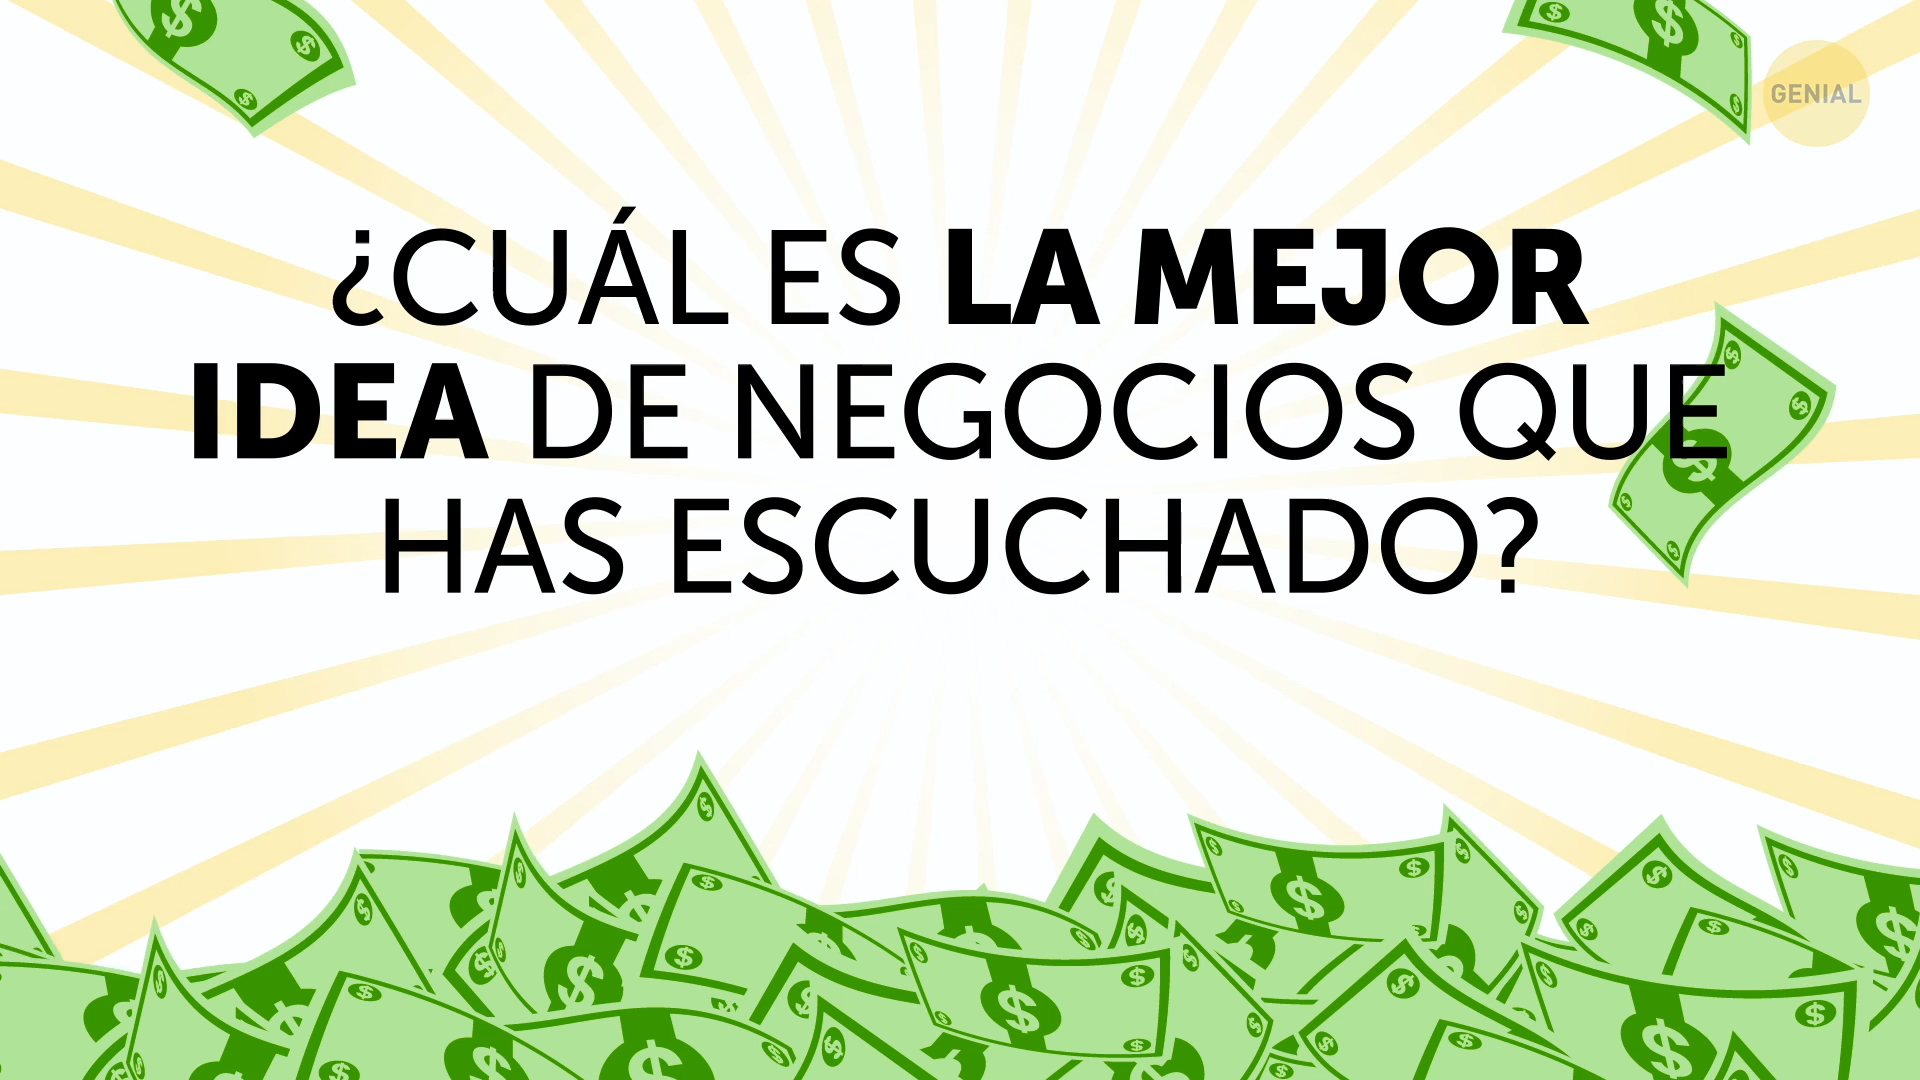 GENIAL
¿CUÁL ES LA MEJOR
IDEA DE NEGOCIOS QUE
HAS ESCUCHADO?